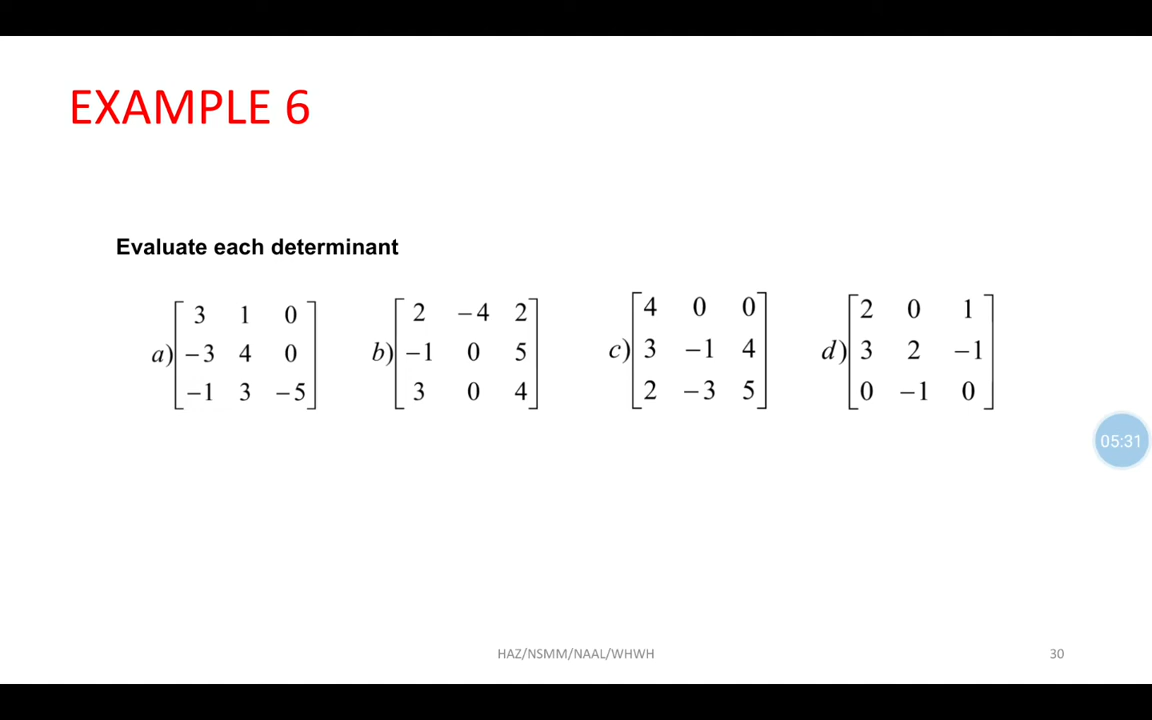 EXAMPLE 6
Evaluate each determinant
a) [3 1 0
-3 4 0
-1 3 -5]
b) [2 -4 2
-1 0 5
3 0 4]
c) [4 0 0
3 -1 4
2 -3 5]
d) [2 0 1
3 2 -1
0 -1 0]
05:31
HAZ/NSMM/NAAL/WHWH
30